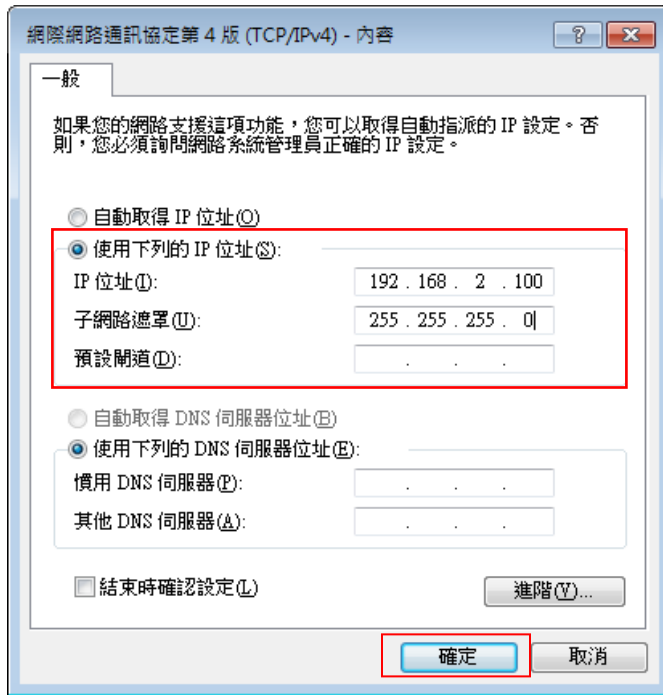 網際網路通訊協定第 4 版 (TCP/IPv4) - 內容
一般
如果您的網路支援這項功能，您可以取得自動指派的 IP 設定。否
則，您必須詢問網路系統管理員正確的 IP 設定。
自動取得 IP 位址(O)
使用下列的 IP 位址(S):
IP 位址(I): 192 . 168 . 2 . 100
子網路遮罩(U): 255 . 255 . 255 . 0
預設閘道(D): . . .
自動取得 DNS 伺服器位址(B)
使用下列的 DNS 伺服器位址(E):
慣用 DNS 伺服器(P): . . .
其他 DNS 伺服器(A): . . .
結束時確認設定(L) 進階(V)...
確定 取消